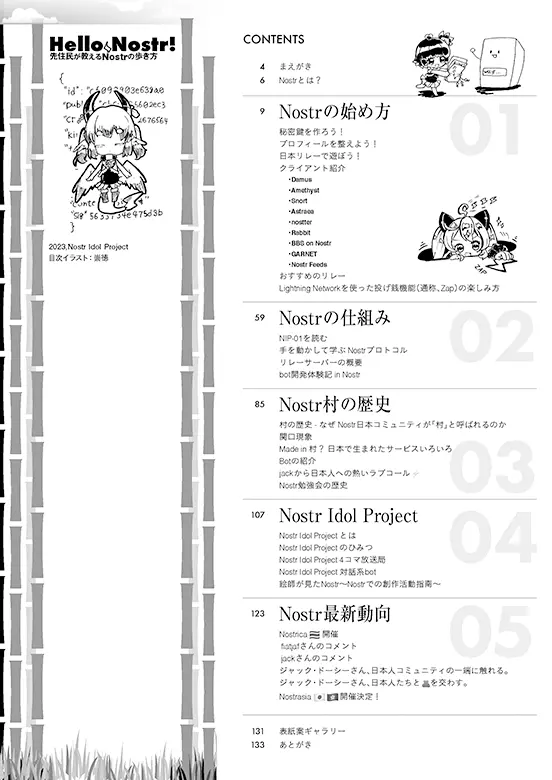 Hello Nostr!
先住民が教えるNostrの歩き方
{
"id":
"sig"
}
2023,Nostr Idol Project
目次イラスト：崇徳
CONTENTS
4 まえがき
6 Nostrとは？
01
9 Nostrの始め方
秘密鍵を作ろう！
プロフィールを整えよう！
日本リレーで遊ぼう！
クライアント紹介
・Damus
・Amethyst
・Snort
・Astraea
・nostter
・Rabbit
・BBS on Nostr
・GARNET
・Nostr Feeds
おすすめのリレー
Lightning Networkを使った投げ銭機能（通称、Zap）の楽しみ方
ZAP
02
59 Nostrの仕組み
NIP-01を読む
手を動かして学ぶ Nostrプロトコル
リレーサーバーの概要
bot開発体験記 in Nostr
03
85 Nostr村の歴史
村の歴史 - なぜ Nostr日本コミュニティが「村」と呼ばれるのか
開口現象
Made in 村？ 日本で生まれたサービスいろいろ
Botの紹介
jackから日本人への熱いラブコール
Nostr勉強会の歴史
04
107 Nostr Idol Project
Nostr Idol Project とは
Nostr Idol Project のひみつ
Nostr Idol Project 4コマ放送局
Nostr Idol Project 対話系bot
絵師が見たNostr〜Nostrでの創作活動指南〜
05
123 Nostr最新動向
Nostrica 開催
fiatjafさんのコメント
jackさんのコメント
ジャック・ドーシーさん、日本人コミュニティの一端に触れる。
ジャック・ドーシーさん、日本人たちと を交わす。
Nostrasia 開催決定！
131 表紙案ギャラリー
133 あとがき